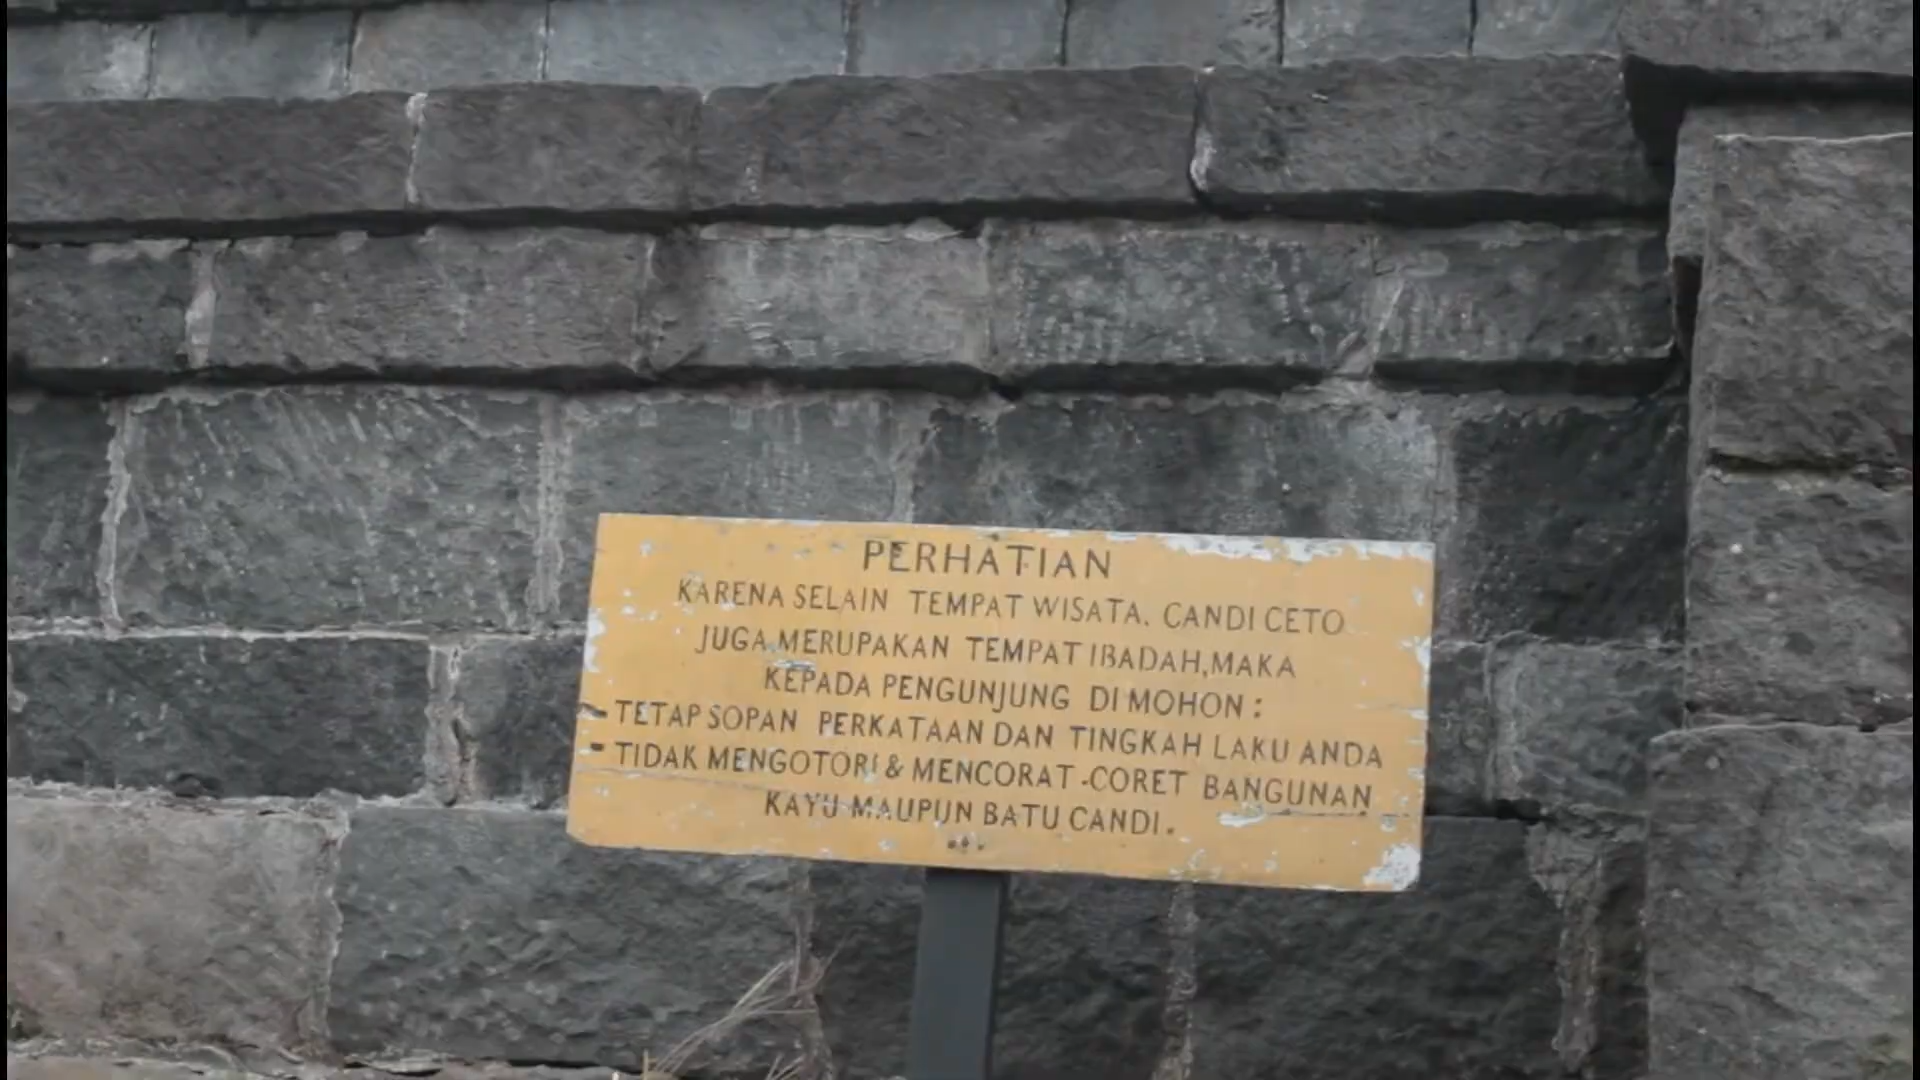 PERHATIAN
KARENA SELAIN TEMPAT WISATA. CANDI CETO
JUGA MERUPAKAN TEMPAT IBADAH,MAKA
KEPADA PENGUNJUNG DI MOHON :
- TETAP SOPAN PERKATAAN DAN TINGKAH LAKU ANDA
- TIDAK MENGOTORI & MENCORAT-CORET BANGUNAN
KAYU MAUPUN BATU CANDI.